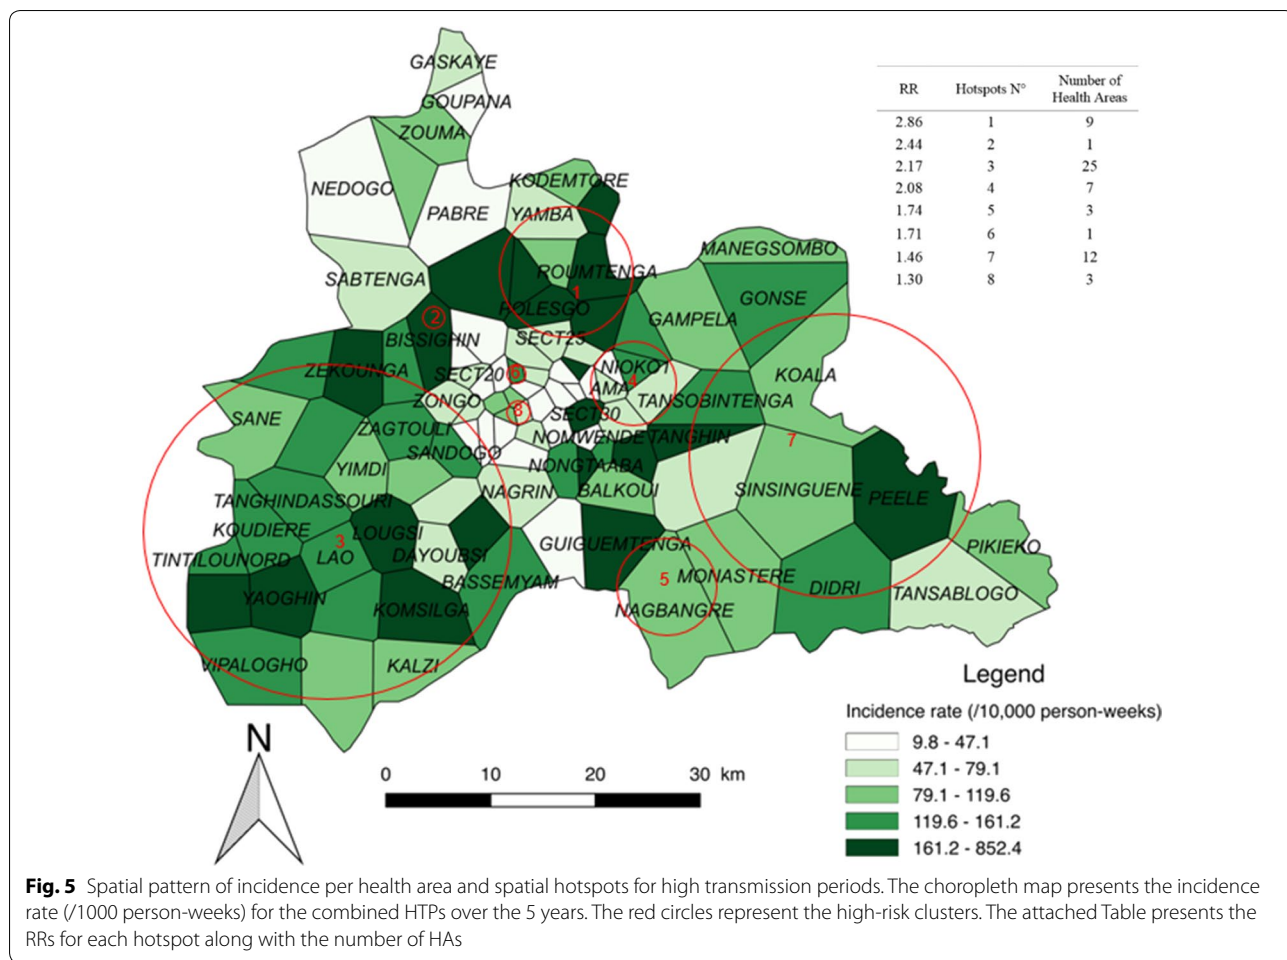 GASKAYE
GOUPANA
ZOUMA
NEDOGO
KODEMTORE
PABRE
YAMBA
SABTENGA
ROUMTENGA
1
POLESGO
MANEGSOMBO
GONSE
GAMPELA
2
BISSIGHIN
SECT25
ZEKOUNGA
SECT20
6
NIOKO1
4
AMA
KOALA
ZONGO
8
SECT30
TANSOBINTENGA
SANE
ZAGTOULI
NOMWENDE
TANGHIN
7
SANDOGO
NONGTAABA
YIMDI
NAGRIN
BALKOUI
SINSINGUENE
PEELE
TANGHINDASSOURI
KOUDIERE
3
LOUGSI
TINTILOUNORD
LAO
DAYOUBSI
GUIGUEMTENGA
PIKIEKO
BASSEMYAM
5
MONASTERE
DIDRI
TANSABLOGO
YAOGHIN
KOMSILGA
NAGBANGRE
VIPALOGHO
KALZI
RR Hotspots N° Number of
Health Areas
2.86 1 9
2.44 2 1
2.17 3 25
2.08 4 7
1.74 5 3
1.71 6 1
1.46 7 12
1.30 8 3
N
0 10 20 30 km
Legend
Incidence rate (/10,000 person-weeks)
9.8 - 47.1
47.1 - 79.1
79.1 - 119.6
119.6 - 161.2
161.2 - 852.4
Fig. 5 Spatial pattern of incidence per health area and spatial hotspots for high transmission periods. The choropleth map presents the incidence
rate (/1000 person-weeks) for the combined HTPs over the 5 years. The red circles represent the high-risk clusters. The attached Table presents the
RRs for each hotspot along with the number of HAs